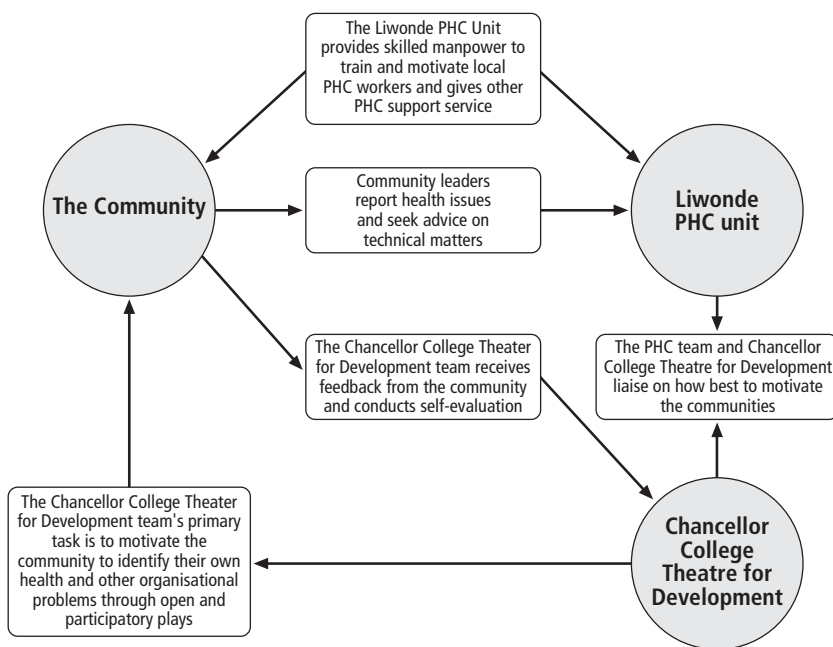 The Liwonde PHC Unit
provides skilled manpower to
train and motivate local
PHC workers and gives other
PHC support service
The Community
Community leaders
report health issues
and seek advice on
technical matters
Liwonde
PHC unit
The Chancellor College Theater
for Development team receives
feedback from the community
and conducts self-evaluation
The PHC team and Chancellor
College Theatre for Development
liaise on how best to motivate
the communities
The Chancellor College Theater
for Development team's primary
task is to motivate the
community to identify their own
health and other organisational
problems through open and
participatory plays
Chancellor
College
Theatre for
Development